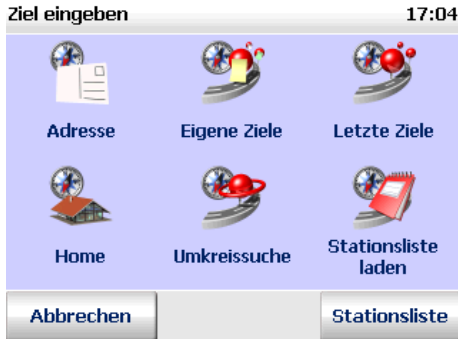 Ziel eingeben 17:04
Adresse Eigene Ziele Letzte Ziele
Home Umkreissuche Stationsliste
laden
Abbrechen Stationsliste